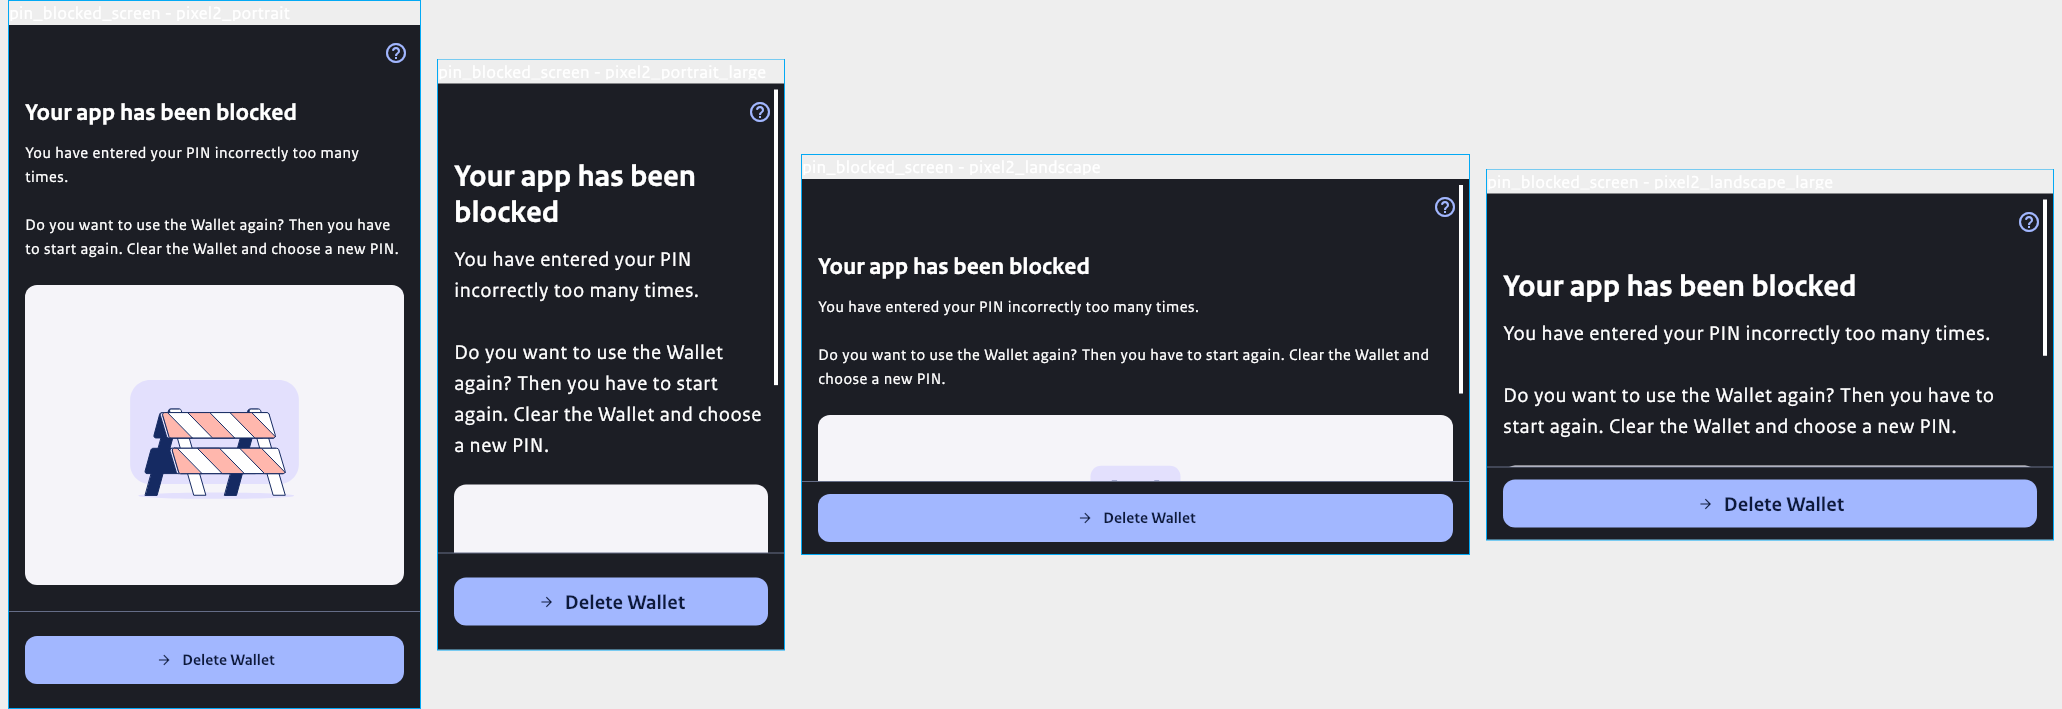 pin_blocked_screen - pixel2_portrait
Your app has been blocked
You have entered your PIN incorrectly too many
times.
Do you want to use the Wallet again? Then you have
to start again. Clear the Wallet and choose a new PIN.
Delete Wallet
pin_blocked_screen - pixel2_portrait_large
Your app has been
blocked
You have entered your PIN
incorrectly too many times.
Do you want to use the Wallet
again? Then you have to start
again. Clear the Wallet and choose
a new PIN.
Delete Wallet
pin_blocked_screen - pixel2_landscape
Your app has been blocked
You have entered your PIN incorrectly too many times.
Do you want to use the Wallet again? Then you have to start again. Clear the Wallet and
choose a new PIN.
Delete Wallet
pin_blocked_screen - pixel2_landscape_large
Your app has been blocked
You have entered your PIN incorrectly too many times.
Do you want to use the Wallet again? Then you have to
start again. Clear the Wallet and choose a new PIN.
Delete Wallet